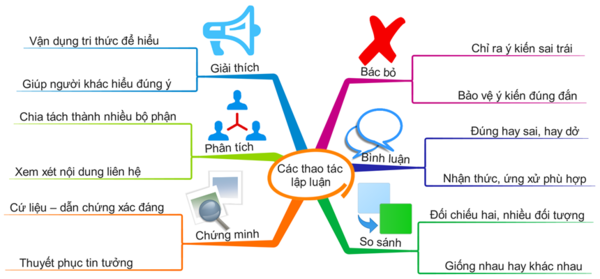 Các thao tác
lập luận
Giải thích
Vận dụng tri thức để hiểu
Giúp người khác hiểu đúng ý
Phân tích
Chia tách thành nhiều bộ phận
Xem xét nội dung liên hệ
Chứng minh
Cứ liệu – dẫn chứng xác đáng
Thuyết phục tin tưởng
Bác bỏ
Chỉ ra ý kiến sai trái
Bảo vệ ý kiến đúng đắn
Bình luận
Đúng hay sai, hay dở
Nhận thức, ứng xử phù hợp
So sánh
Đối chiếu hai, nhiều đối tượng
Giống nhau hay khác nhau